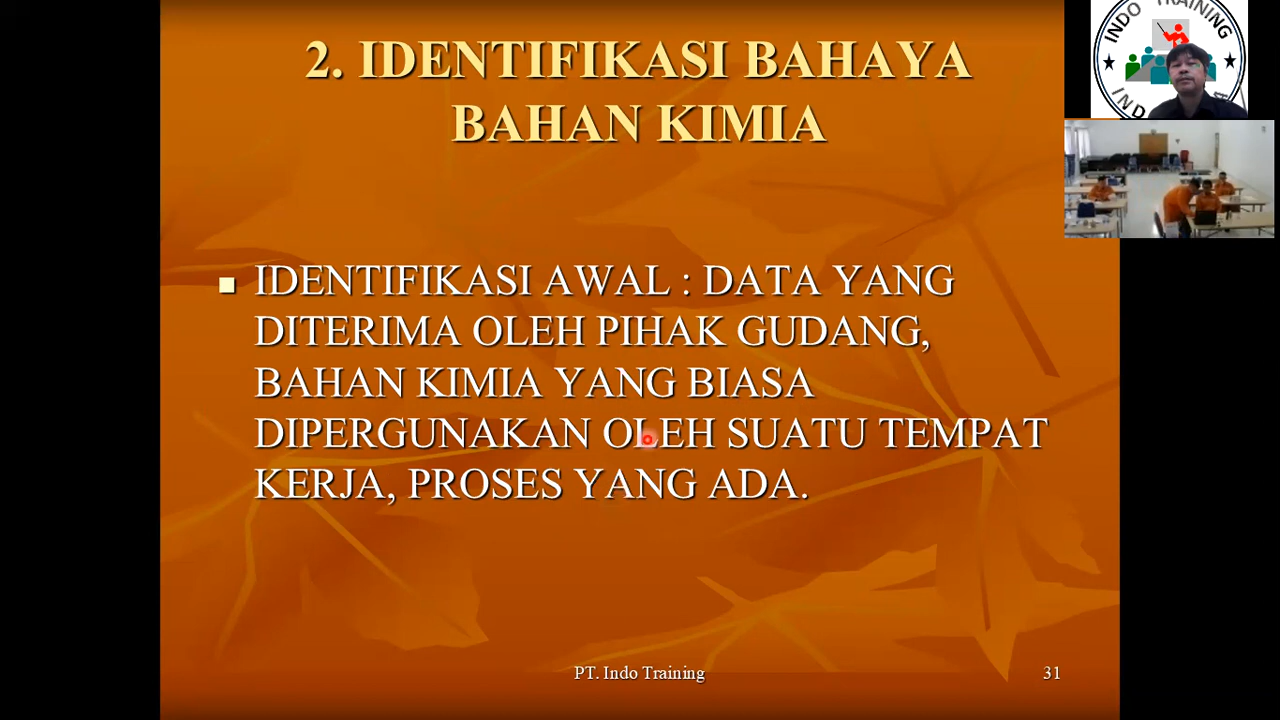 2. IDENTIFIKASI BAHAYA
BAHAN KIMIA
IDENTIFIKASI AWAL : DATA YANG
DITERIMA OLEH PIHAK GUDANG,
BAHAN KIMIA YANG BIASA
DIPERGUNAKAN OLEH SUATU TEMPAT
KERJA, PROSES YANG ADA.
PT. Indo Training
31
INDO TRAINING